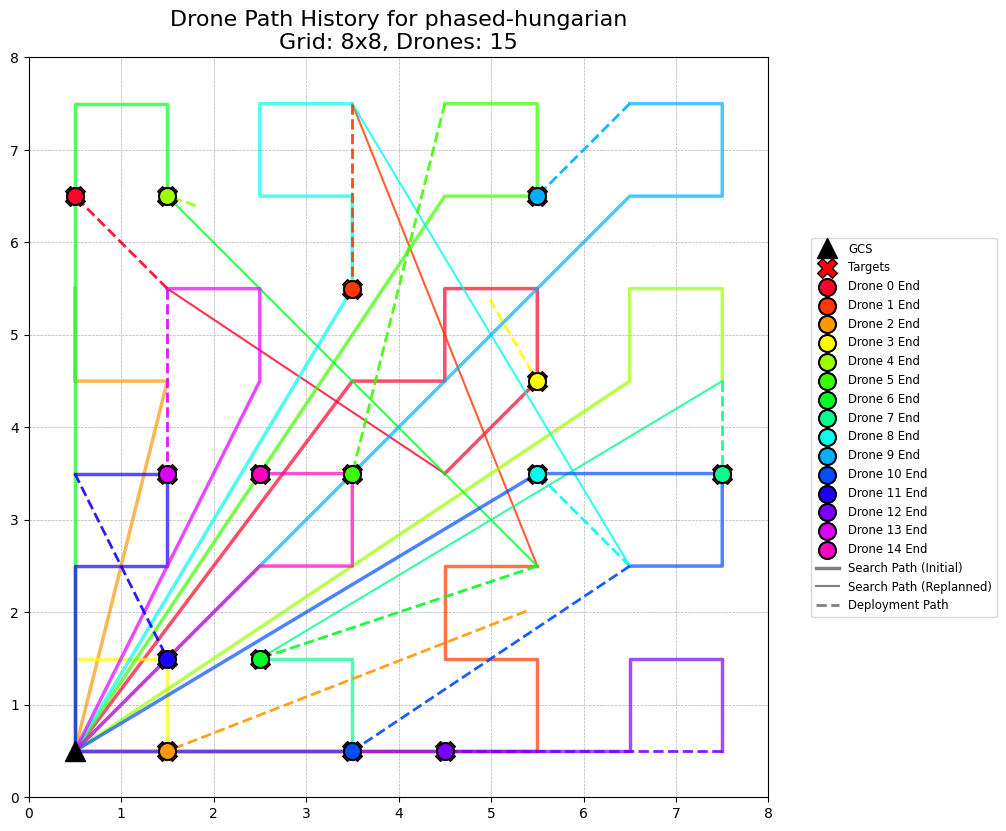 Drone Path History for phased-hungarian
Grid: 8x8, Drones: 15
8
7
6
5
4
3
2
1
0
0 1 2 3 4 5 6 7 8
GCS
Targets
Drone 0 End
Drone 1 End
Drone 2 End
Drone 3 End
Drone 4 End
Drone 5 End
Drone 6 End
Drone 7 End
Drone 8 End
Drone 9 End
Drone 10 End
Drone 11 End
Drone 12 End
Drone 13 End
Drone 14 End
Search Path (Initial)
Search Path (Replanned)
Deployment Path